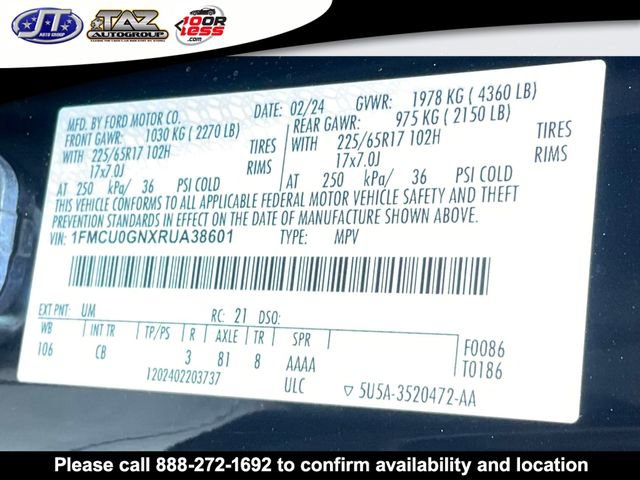 JT
AUTO GROUP
TAZ
AUTOGROUP
10 OR
LESS.COM
MFD. BY FORD MOTOR CO. DATE: 02/24 GVWR: 1978 KG ( 4360 LB)
FRONT GAWR: 1030 KG ( 2270 LB) REAR GAWR: 975 KG ( 2150 LB)
WITH 225/65R17 102H TIRES WITH 225/65R17 102H TIRES
17x7.0J RIMS 17x7.0J RIMS
AT 250 kPa/ 36 PSI COLD AT 250 kPa/ 36 PSI COLD
THIS VEHICLE CONFORMS TO ALL APPLICABLE FEDERAL MOTOR VEHICLE SAFETY AND THEFT
PREVENTION STANDARDS IN EFFECT ON THE DATE OF MANUFACTURE SHOWN ABOVE.
VIN: 1FMCU0GNXRUA38601 TYPE: MPV
EXT PNT: UM RC: 21 DSO:
WB INT TR TP/PS R AXLE TR SPR F0086
106 CB 3 81 8 AAAA T0186
1202402203737 ULC ▽ 5U5A-3520472-AA
Please call 888-272-1692 to confirm availability and location